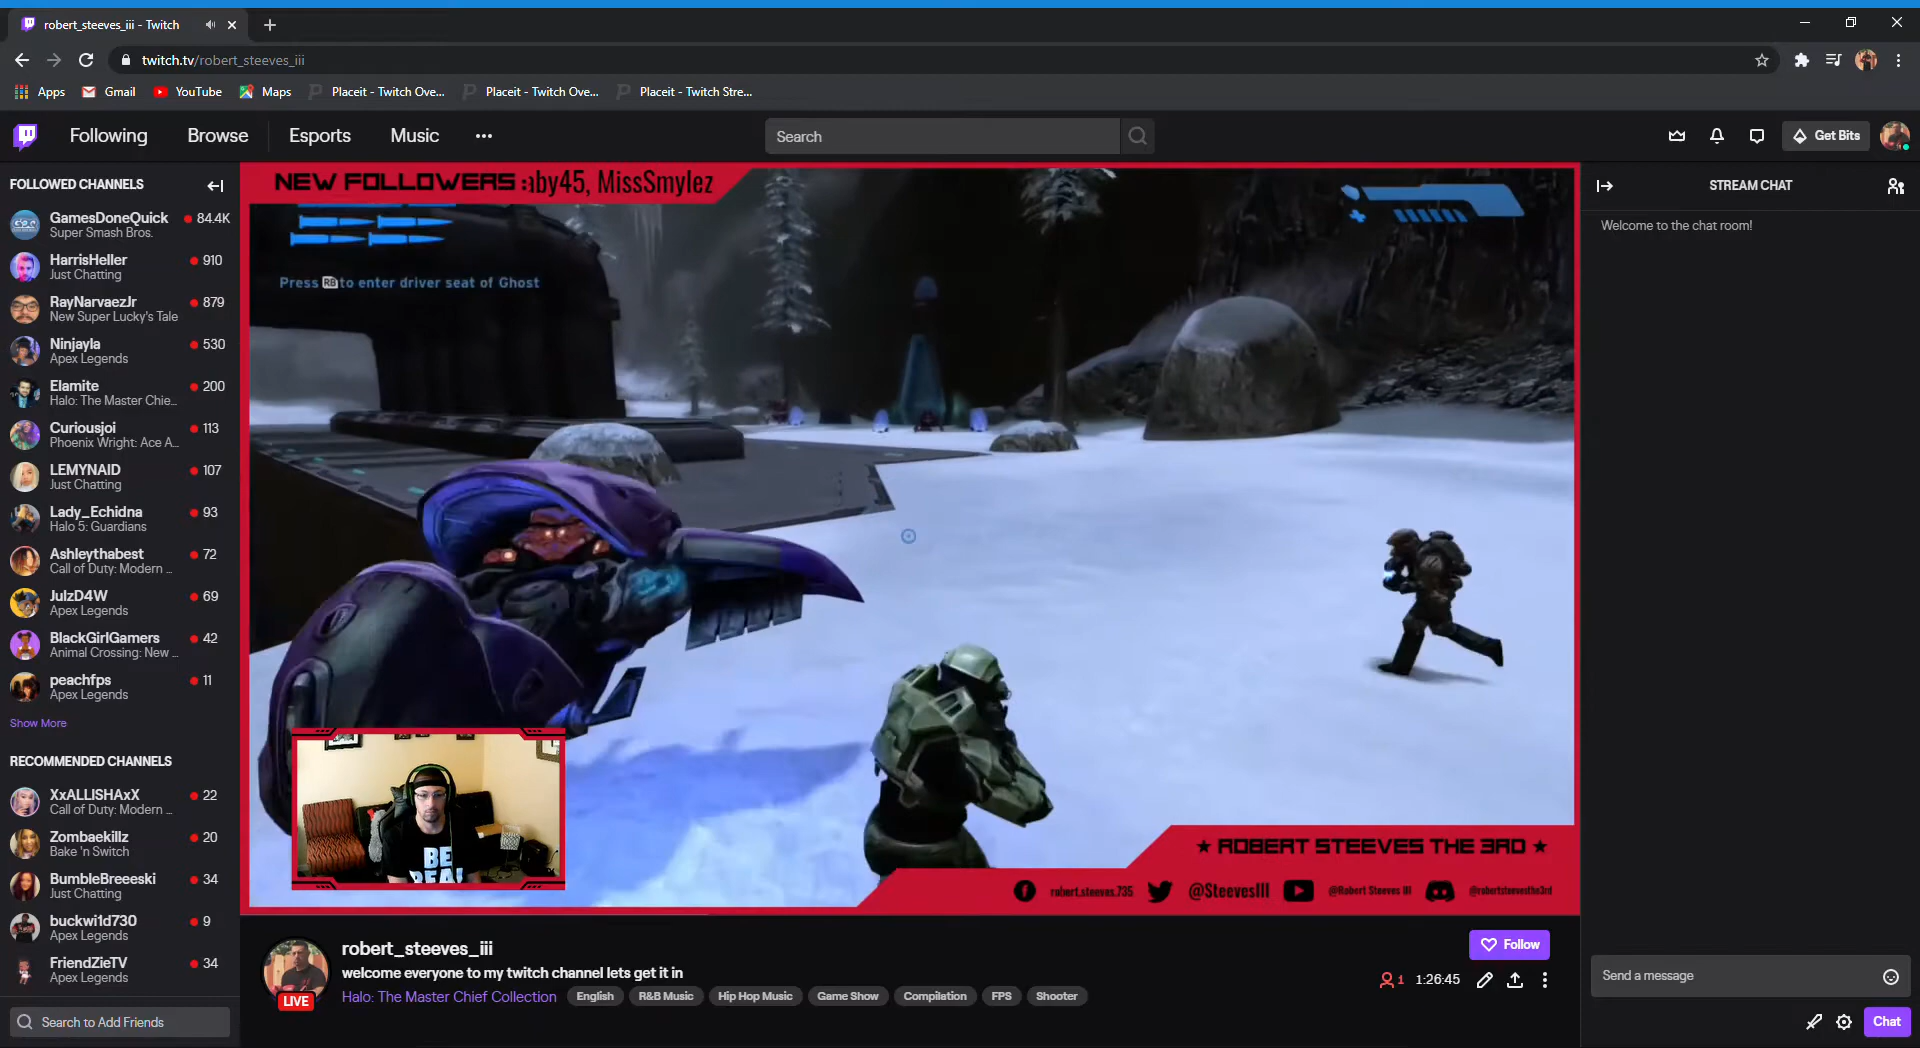 robert_steeves_iii - Twitch
twitch.tv/robert_steeves_iii
Apps Gmail YouTube Maps Placeit - Twitch Ove... Placeit - Twitch Ove... Placeit - Twitch Stre...
Following Browse Esports Music Search Get Bits
FOLLOWED CHANNELS
GamesDoneQuick 84.4K
Super Smash Bros.
HarrisHeller 910
Just Chatting
RayNarvaezJr 879
New Super Lucky's Tale
Ninjayla 530
Apex Legends
Elamite 200
Halo: The Master Chie...
Curiousjoi 113
Phoenix Wright: Ace A...
LEMYNAID 107
Just Chatting
Lady_Echidna 93
Halo 5: Guardians
Ashleythabest 72
Call of Duty: Modern ...
JulzD4W 69
Apex Legends
BlackGirlGamers 42
Animal Crossing: New ...
peachfps 11
Apex Legends
Show More
RECOMMENDED CHANNELS
XxALLISHAxX 22
Call of Duty: Modern ...
Zombaekillz 20
Bake 'n Switch
BumbleBreeeski 34
Just Chatting
buckwi1d730 9
Apex Legends
FriendZieTV 34
Apex Legends
Search to Add Friends
NEW FOLLOWERS :aby45, MissSmylez
Press RB to enter driver seat of Ghost
BE
REAL
★ ROBERT STEEVES THE 3RD ★
robert.steeves.735 @SteevesIII @Robert Steeves III @robertsteevesthe3rd
LIVE
robert_steeves_iii
welcome everyone to my twitch channel lets get it in
Halo: The Master Chief Collection English R&B Music Hip Hop Music Game Show Compilation FPS Shooter
Follow
1 1:26:45
STREAM CHAT
Welcome to the chat room!
Send a message
Chat